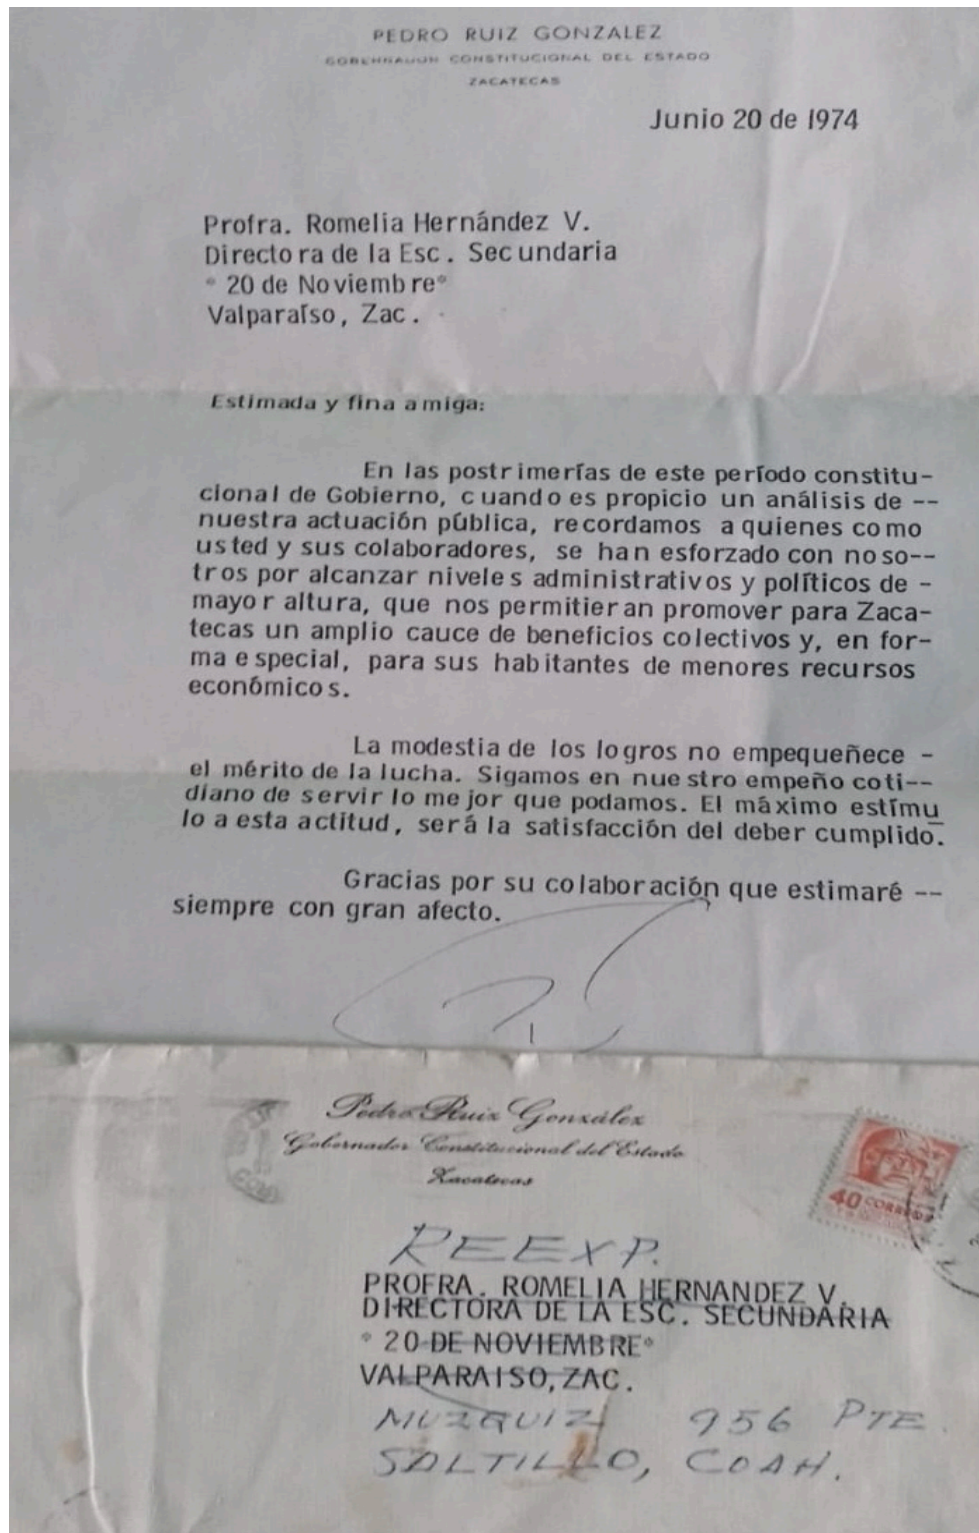 PEDRO RUIZ GONZALEZ
GOBERNADOR CONSTITUCIONAL DEL ESTADO
ZACATECAS
Junio 20 de 1974
Profra. Romelia Hernández V.
Directora de la Esc. Secundaria
" 20 de Noviembre"
Valparaíso, Zac.
Estimada y fina amiga:
En las postrimerías de este período constitu-
cional de Gobierno, cuando es propicio un análisis de --
nuestra actuación pública, recordamos a quienes como
usted y sus colaboradores, se han esforzado con noso--
tros por alcanzar niveles administrativos y políticos de -
mayor altura, que nos permitieran promover para Zaca-
tecas un amplio cauce de beneficios colectivos y, en for-
ma especial, para sus habitantes de menores recursos
económicos.
La modestia de los logros no empequeñece -
el mérito de la lucha. Sigamos en nuestro empeño coti--
diano de servir lo mejor que podamos. El máximo estímu
lo a esta actitud, será la satisfacción del deber cumplido.
Gracias por su colaboración que estimaré --
siempre con gran afecto.
Pedro Ruiz González
Gobernador Constitucional del Estado
Zacatecas
40 CORREOS
REEXP.
PROFRA. ROMELIA HERNANDEZ V.
DIRECTORA DE LA ESC. SECUNDARIA
" 20 DE NOVIEMBRE"
VALPARAISO, ZAC.
MUZQUIZ 956 PTE.
SALTILLO, COAH.